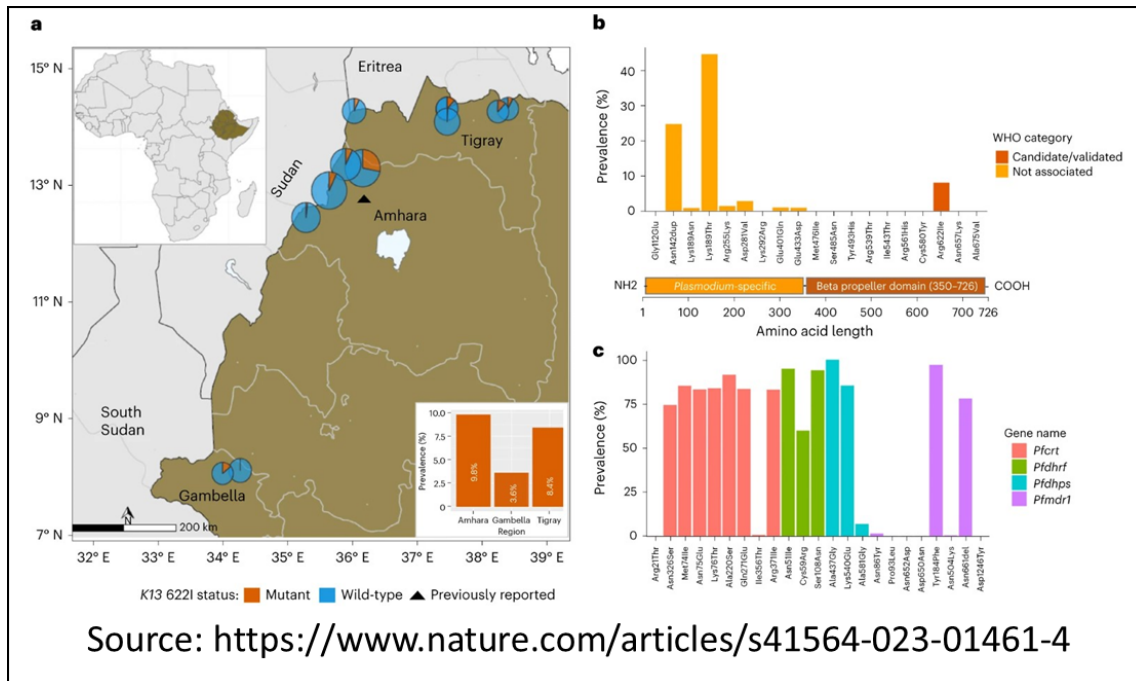 a
15° N
13° N
11° N
9° N
7° N
Eritrea
Tigray
Sudan
Amhara
South
Sudan
Gambella
N
200 km
32° E 33° E 34° E 35° E 36° E 37° E 38° E 39° E
Prevalence (%)
10.0
7.5
5.0
2.5
0
9.8%
3.6%
8.4%
Amhara Gambella Tigray
Region
K13 622I status: Mutant Wild-type Previously reported
b
Prevalence (%)
40
30
20
10
0
WHO category
Candidate/validated
Not associated
Gly112Glu
Asn142dup
Lys189Asn
Lys189Thr
Arg255Lys
Asp281Val
Lys292Arg
Glu401Gln
Glu433Asp
Met476Ile
Ser485Asn
Tyr493His
Arg539Thr
Ile543Thr
Arg561His
Cys580Tyr
Arg622Ile
Asn657Lys
Ala675Val
NH2 Plasmodium-specific Beta propeller domain (350–726) COOH
1 100 200 300 400 500 600 700 726
Amino acid length
c
Prevalence (%)
100
75
50
25
0
Gene name
Pfcrt
Pfdhrf
Pfdhps
Pfmdr1
Arg21Thr
Asn326Ser
Met74Ile
Asn75Glu
Lys76Thr
Ala220Ser
Gln271Glu
Ile356Thr
Arg371Ile
Asn51Ile
Cys59Arg
Ser108Asn
Ala437Gly
Lys540Glu
Ala581Gly
Asn86Tyr
Pro93Leu
Asn652Asp
Asp650Asn
Tyr184Phe
Asn504Lys
Asn661del
Asp1246Tyr
Source: https://www.nature.com/articles/s41564-023-01461-4